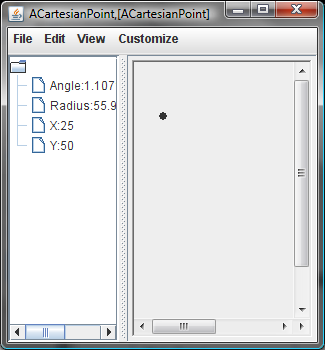 ACartesianPoint,[ACartesianPoint]
File Edit View Customize
Angle:1.107
Radius:55.9
X:25
Y:50